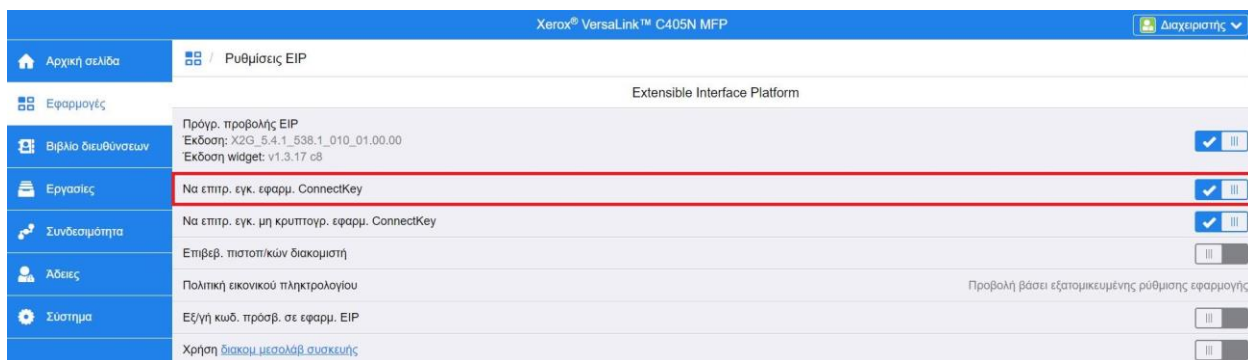 Xerox® VersaLink™ C405N MFP
Διαχειριστής
Αρχική σελίδα
Εφαρμογές
Βιβλίο διευθύνσεων
Εργασίες
Συνδεσιμότητα
Άδειες
Σύστημα
/ Ρυθμίσεις EIP
Extensible Interface Platform
Πρόγρ. προβολής EIP
Έκδοση: X2G_5.4.1_538.1_010_01.00.00
Έκδοση widget: v1.3.17 c8
Να επιτρ. εγκ. εφαρμ. ConnectKey
Να επιτρ. εγκ. μη κρυπτογρ. εφαρμ. ConnectKey
Επιβεβ. πιστοπ/κών διακομιστή
Πολιτική εικονικού πληκτρολογίου
Προβολή βάσει εξατομικευμένης ρύθμισης εφαρμογής
Εξ/γή κωδ. πρόσβ. σε εφαρμ. EIP
Χρήση διακομ μεσολάβ συσκευής